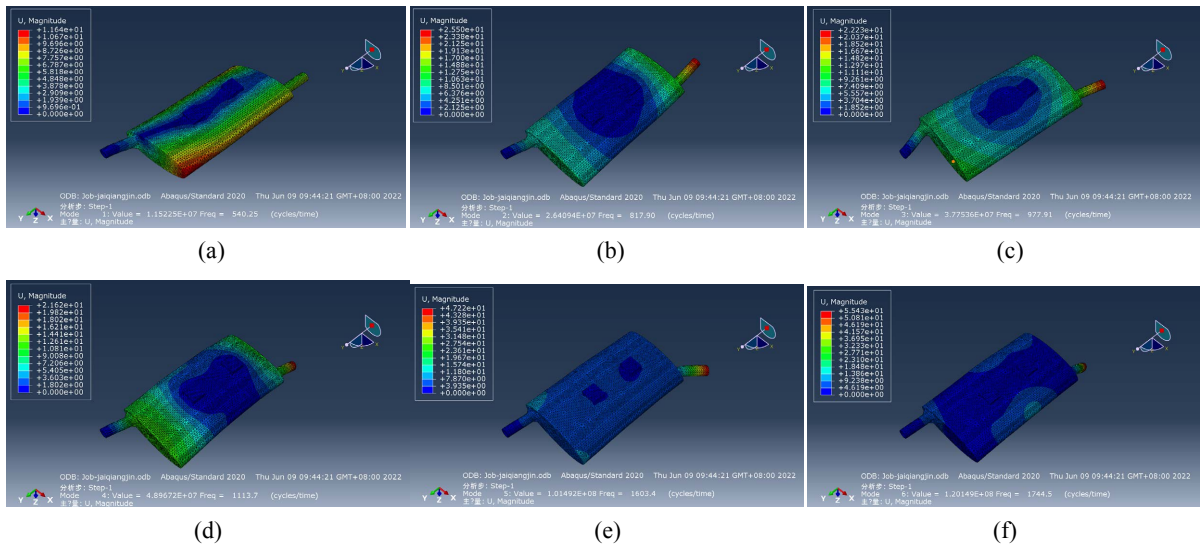 U, Magnitude
+1.164e+01
+1.067e+01
+9.696e+00
+8.726e+00
+7.757e+00
+6.787e+00
+5.818e+00
+4.848e+00
+3.878e+00
+2.909e+00
+1.939e+00
+9.696e-01
+0.000e+00
Y Z X
ODB: Job-jaiqiangjin.odb Abaqus/Standard 2020 Thu Jun 09 09:44:21 GMT+08:00 2022
分析步: Step-1
Mode 1: Value = 1.15225E+07 Freq = 540.25 (cycles/time)
主?量: U, Magnitude
(a)
U, Magnitude
+2.550e+01
+2.338e+01
+2.125e+01
+1.913e+01
+1.700e+01
+1.488e+01
+1.275e+01
+1.063e+01
+8.501e+00
+6.376e+00
+4.251e+00
+2.125e+00
+0.000e+00
Y Z X
ODB: Job-jaiqiangjin.odb Abaqus/Standard 2020 Thu Jun 09 09:44:21 GMT+08:00 2022
分析步: Step-1
Mode 2: Value = 2.64094E+07 Freq = 817.90 (cycles/time)
主?量: U, Magnitude
(b)
U, Magnitude
+2.223e+01
+2.037e+01
+1.852e+01
+1.667e+01
+1.482e+01
+1.297e+01
+1.111e+01
+9.261e+00
+7.409e+00
+5.557e+00
+3.704e+00
+1.852e+00
+0.000e+00
Y Z X
ODB: Job-jaiqiangjin.odb Abaqus/Standard 2020 Thu Jun 09 09:44:21 GMT+08:00 2022
分析步: Step-1
Mode 3: Value = 3.77536E+07 Freq = 977.91 (cycles/time)
主?量: U, Magnitude
(c)
U, Magnitude
+2.162e+01
+1.982e+01
+1.802e+01
+1.621e+01
+1.441e+01
+1.261e+01
+1.081e+01
+9.008e+00
+7.206e+00
+5.405e+00
+3.603e+00
+1.802e+00
+0.000e+00
Y Z X
ODB: Job-jaiqiangjin.odb Abaqus/Standard 2020 Thu Jun 09 09:44:21 GMT+08:00 2022
分析步: Step-1
Mode 4: Value = 4.89672E+07 Freq = 1113.7 (cycles/time)
主?量: U, Magnitude
(d)
U, Magnitude
+4.722e+01
+4.328e+01
+3.935e+01
+3.541e+01
+3.148e+01
+2.754e+01
+2.361e+01
+1.967e+01
+1.574e+01
+1.180e+01
+7.870e+00
+3.935e+00
+0.000e+00
Y Z X
ODB: Job-jaiqiangjin.odb Abaqus/Standard 2020 Thu Jun 09 09:44:21 GMT+08:00 2022
分析步: Step-1
Mode 5: Value = 1.01492E+08 Freq = 1603.4 (cycles/time)
主?量: U, Magnitude
(e)
U, Magnitude
+5.543e+01
+5.081e+01
+4.619e+01
+4.157e+01
+3.695e+01
+3.233e+01
+2.771e+01
+2.310e+01
+1.848e+01
+1.386e+01
+9.238e+00
+4.619e+00
+0.000e+00
Y Z X
ODB: Job-jaiqiangjin.odb Abaqus/Standard 2020 Thu Jun 09 09:44:21 GMT+08:00 2022
分析步: Step-1
Mode 6: Value = 1.20149E+08 Freq = 1744.5 (cycles/time)
主?量: U, Magnitude
(f)